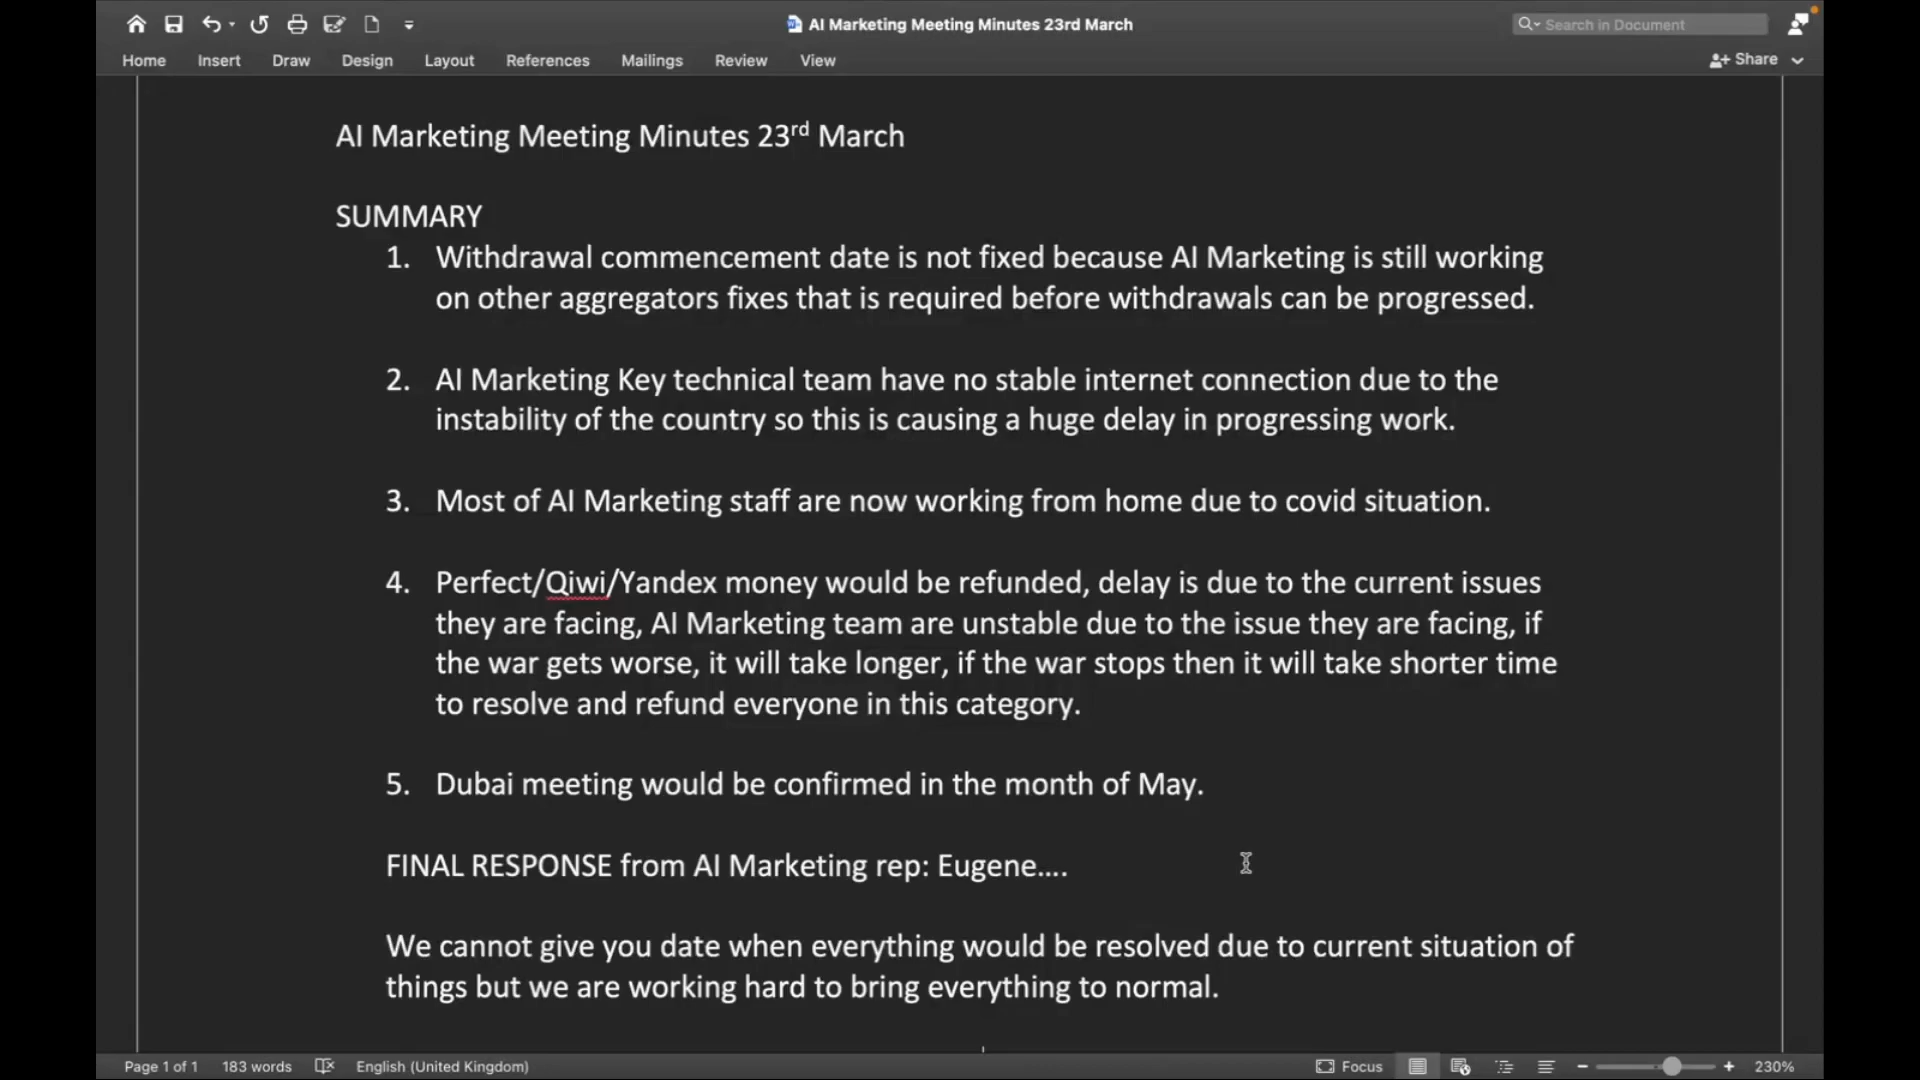 AI Marketing Meeting Minutes 23rd March
Search in Document
Home Insert Draw Design Layout References Mailings Review View Share
AI Marketing Meeting Minutes 23rd March
SUMMARY
1. Withdrawal commencement date is not fixed because AI Marketing is still working
on other aggregators fixes that is required before withdrawals can be progressed.
2. AI Marketing Key technical team have no stable internet connection due to the
instability of the country so this is causing a huge delay in progressing work.
3. Most of AI Marketing staff are now working from home due to covid situation.
4. Perfect/Qiwi/Yandex money would be refunded, delay is due to the current issues
they are facing, AI Marketing team are unstable due to the issue they are facing, if
the war gets worse, it will take longer, if the war stops then it will take shorter time
to resolve and refund everyone in this category.
5. Dubai meeting would be confirmed in the month of May.
FINAL RESPONSE from AI Marketing rep: Eugene....
We cannot give you date when everything would be resolved due to current situation of
things but we are working hard to bring everything to normal.
Page 1 of 1 183 words English (United Kingdom) Focus 230%